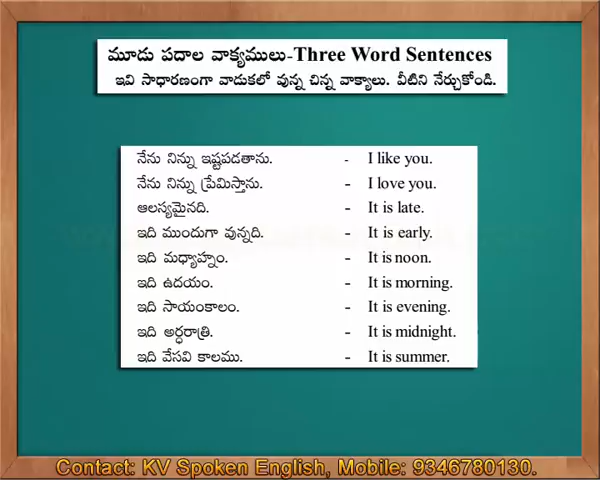 మూడు పదాల వాక్యములు-Three Word Sentences
ఇవి సాధారణంగా వాడుకలో వున్న చిన్న వాక్యాలు. వీటిని నేర్చుకోండి.
నేను నిన్ను ఇష్టపడతాను. - I like you.
నేను నిన్ను ప్రేమిస్తాను. - I love you.
ఆలస్యమైనది. - It is late.
ఇది ముందుగా వున్నది. - It is early.
ఇది మధ్యాహ్నం. - It is noon.
ఇది ఉదయం. - It is morning.
ఇది సాయంకాలం. - It is evening.
ఇది అర్ధరాత్రి. - It is midnight.
ఇది వేసవి కాలము. - It is summer.
Contact: KV Spoken English, Mobile: 9346780130.